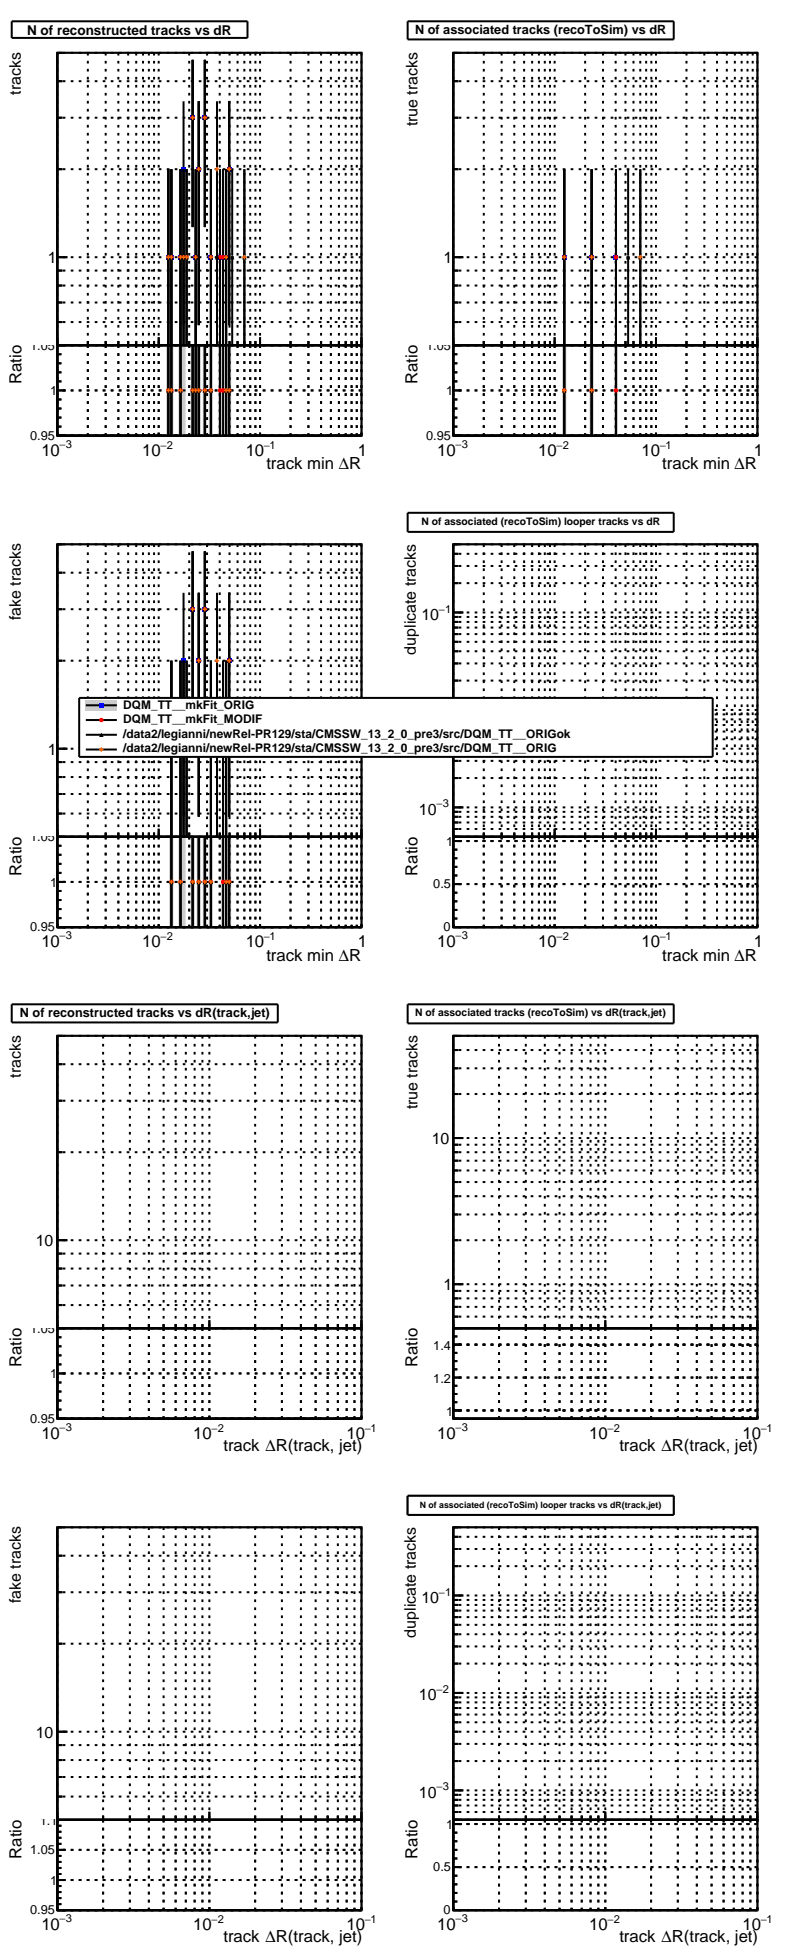 N of reconstructed tracks vs dR
tracks
1
1.05
Ratio
1
0.95
10⁻³ 10⁻² 10⁻¹ 1
track min ΔR
N of associated tracks (recoToSim) vs dR
true tracks
1
1.05
Ratio
1
0.95
10⁻³ 10⁻² 10⁻¹ 1
track min ΔR
fake tracks
1
1.05
Ratio
1
0.95
10⁻³ 10⁻² 10⁻¹ 1
track min ΔR
N of associated (recoToSim) looper tracks vs dR
duplicate tracks
10⁻¹
10⁻³
1
Ratio
0.5
0
10⁻³ 10⁻² 10⁻¹ 1
track min ΔR
DQM_TT__mkFit_ORIG
DQM_TT__mkFit_MODIF
/data2/legianni/newRel-PR129/sta/CMSSW_13_2_0_pre3/src/DQM_TT__ORIGok
/data2/legianni/newRel-PR129/sta/CMSSW_13_2_0_pre3/src/DQM_TT__ORIG
N of reconstructed tracks vs dR(track,jet)
tracks
10
1.05
Ratio
1
0.95
10⁻³ 10⁻² 10⁻¹
track ΔR(track, jet)
N of associated tracks (recoToSim) vs dR(track,jet)
true tracks
10
1
Ratio
1.4
1.2
1
10⁻³ 10⁻² 10⁻¹
track ΔR(track, jet)
fake tracks
10
1.1
Ratio
1.05
1
0.95
10⁻³ 10⁻² 10⁻¹
track ΔR(track, jet)
N of associated (recoToSim) looper tracks vs dR(track,jet)
duplicate tracks
10⁻¹
10⁻²
10⁻³
1
Ratio
0.5
0
10⁻³ 10⁻² 10⁻¹
track ΔR(track, jet)